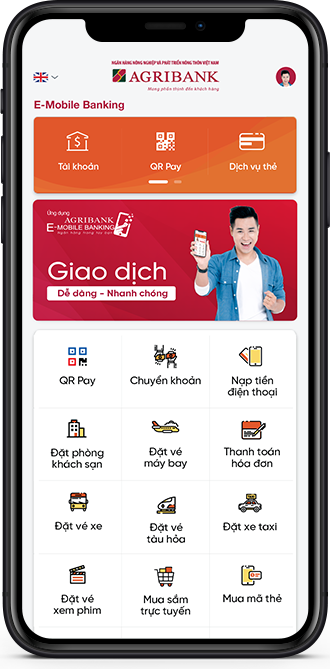 NGÂN HÀNG NÔNG NGHIỆP VÀ PHÁT TRIỂN NÔNG THÔN VIỆT NAM
AGRIBANK
Mang phồn thịnh đến khách hàng
E-Mobile Banking
Tài khoản
QR Pay
Dịch vụ thẻ
Ứng dụng
AGRIBANK
E-MOBILE BANKING
Ngân hàng trong tay bạn
Giao dịch
Dễ dàng - Nhanh chóng
QR Pay
Chuyển khoản
Nạp tiền
điện thoại
Đặt phòng
khách sạn
Đặt vé
máy bay
Thanh toán
hóa đơn
Đặt vé xe
Đặt vé
tàu hỏa
Đặt xe taxi
Đặt vé
xem phim
Mua sắm
trực tuyến
Mua mã thẻ